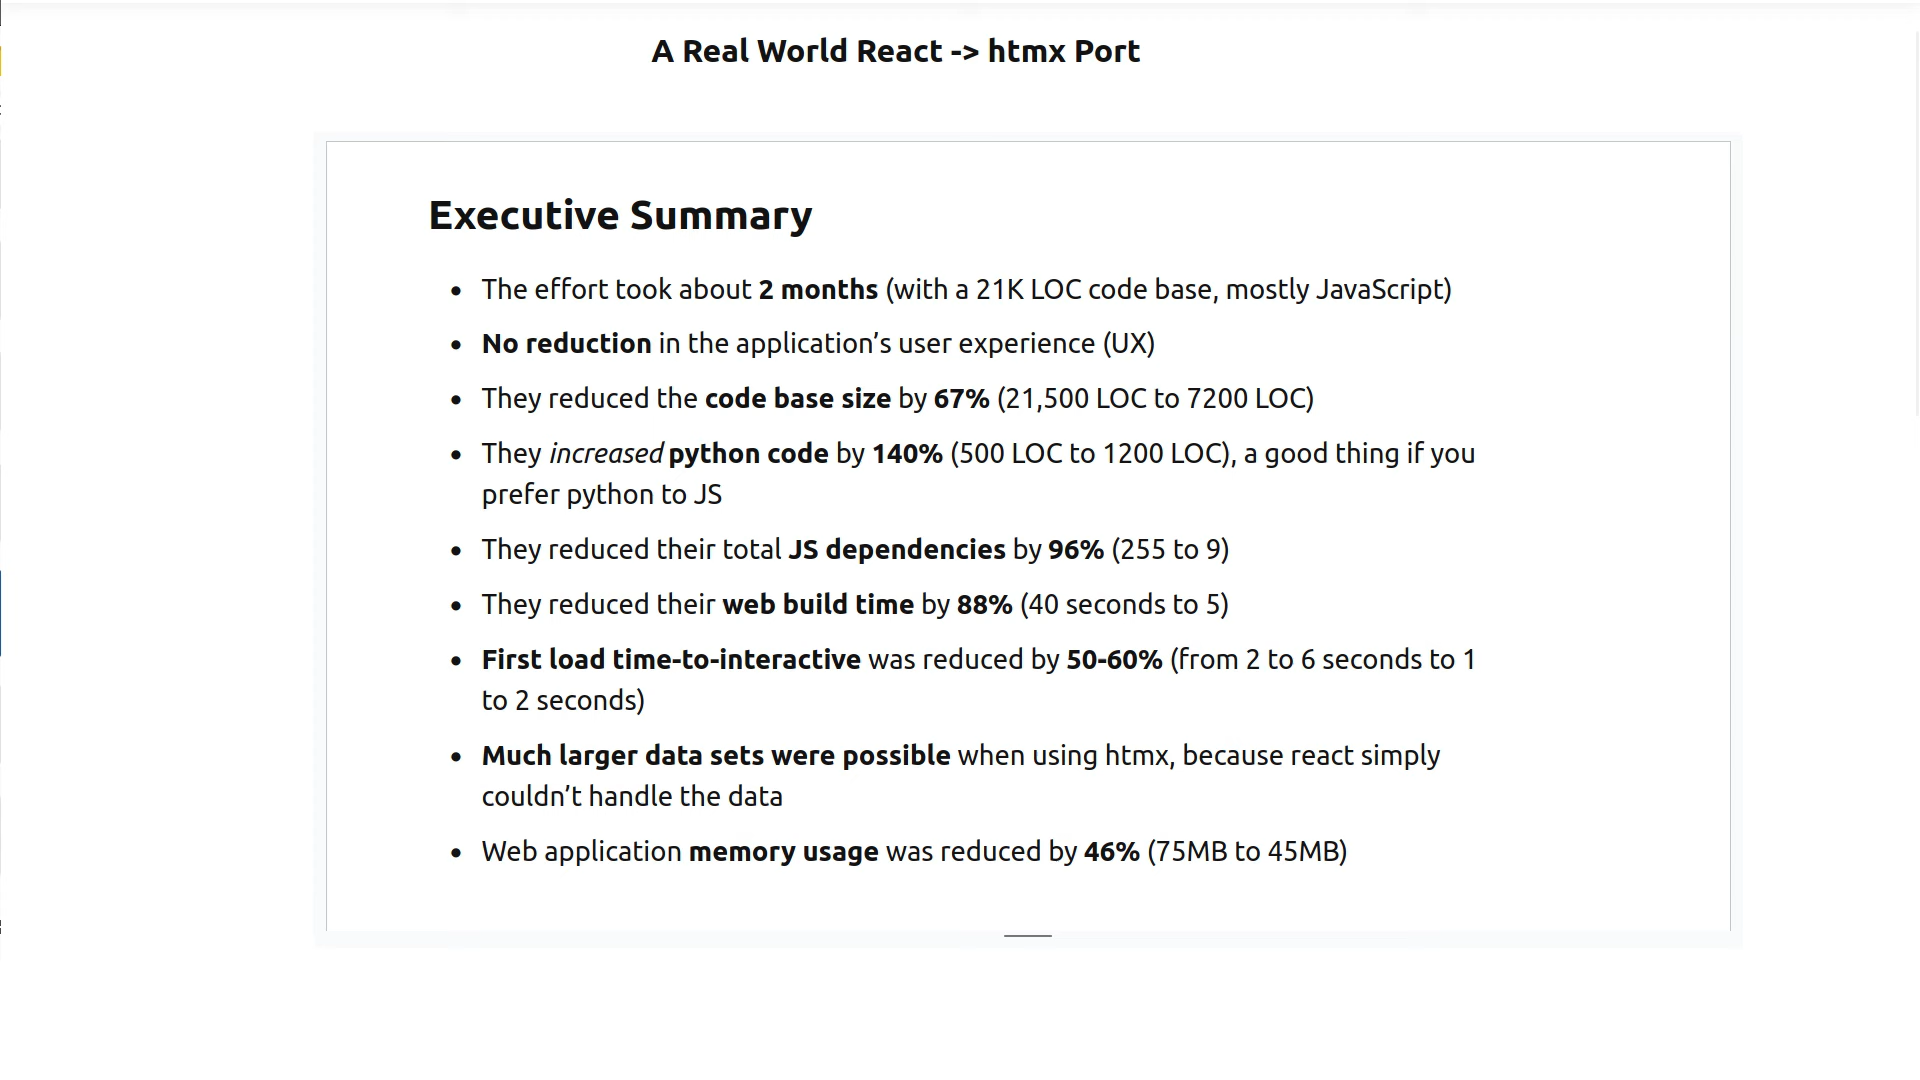 A Real World React -> htmx Port
Executive Summary
• The effort took about 2 months (with a 21K LOC code base, mostly JavaScript)
• No reduction in the application’s user experience (UX)
• They reduced the code base size by 67% (21,500 LOC to 7200 LOC)
• They increased python code by 140% (500 LOC to 1200 LOC), a good thing if you
prefer python to JS
• They reduced their total JS dependencies by 96% (255 to 9)
• They reduced their web build time by 88% (40 seconds to 5)
• First load time-to-interactive was reduced by 50-60% (from 2 to 6 seconds to 1
to 2 seconds)
• Much larger data sets were possible when using htmx, because react simply
couldn’t handle the data
• Web application memory usage was reduced by 46% (75MB to 45MB)